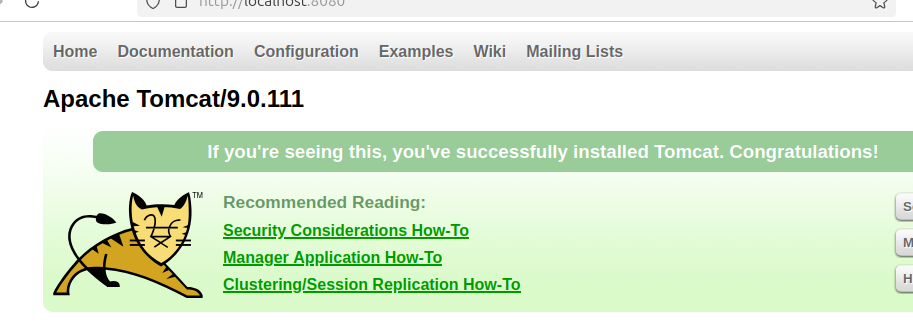 http://localhost:8080
Home Documentation Configuration Examples Wiki Mailing Lists
Apache Tomcat/9.0.111
If you're seeing this, you've successfully installed Tomcat. Congratulations!
TM
Recommended Reading:
Security Considerations How-To
Manager Application How-To
Clustering/Session Replication How-To
S
M
H